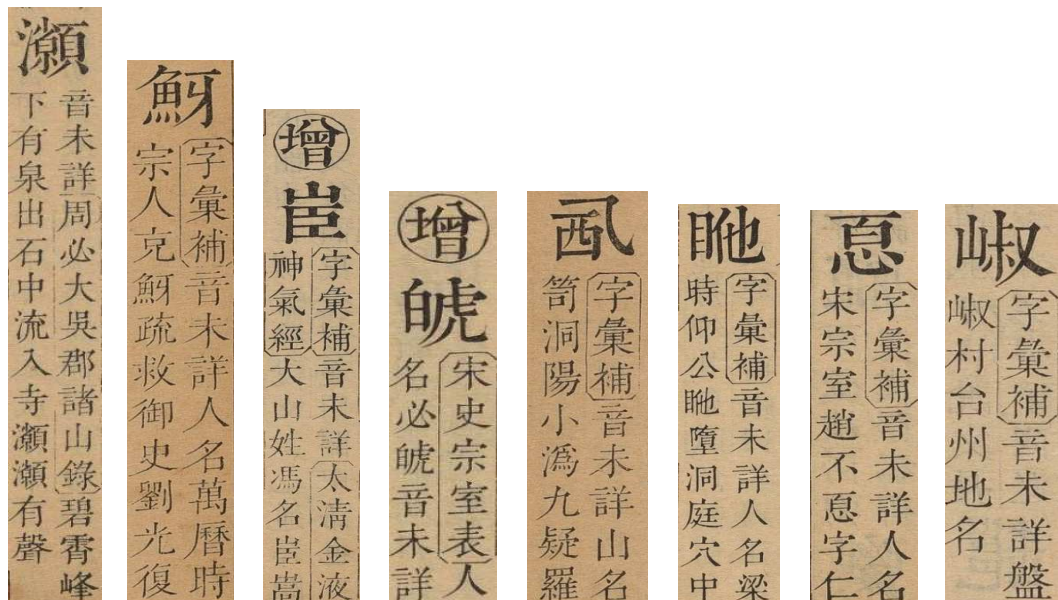 音未詳周必大吳郡諸山錄碧霄峰
下有泉出石中流入寺有聲
字彙補音未詳人名萬曆時
宗人克疏救御史劉光復
增
字彙補音未詳太淸金液
神氣經大山姓馮名嵩
增
宋史宗室表人
名必音未詳
字彙補音未詳山名
笥洞陽小溈九疑羅
字彙補音未詳人名梁
時仰公墮洞庭穴中
字彙補音未詳人名
宋宗室趙不字仁
字彙補音未詳盤
村台州地名